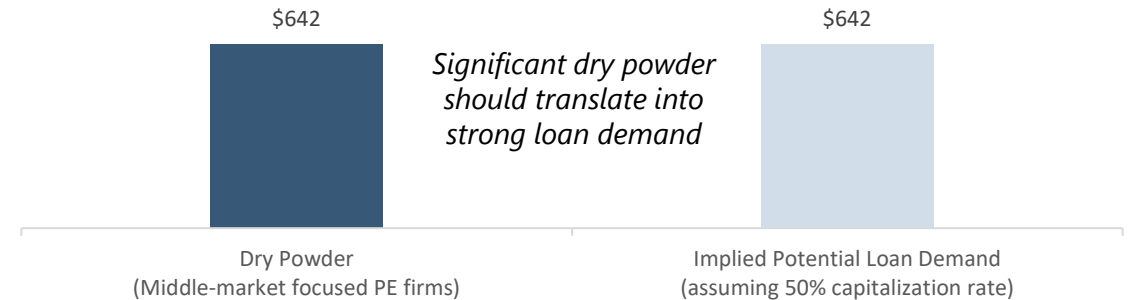 $642
$642
Significant dry powder
should translate into
strong loan demand
Dry Powder
(Middle-market focused PE firms)
Implied Potential Loan Demand
(assuming 50% capitalization rate)